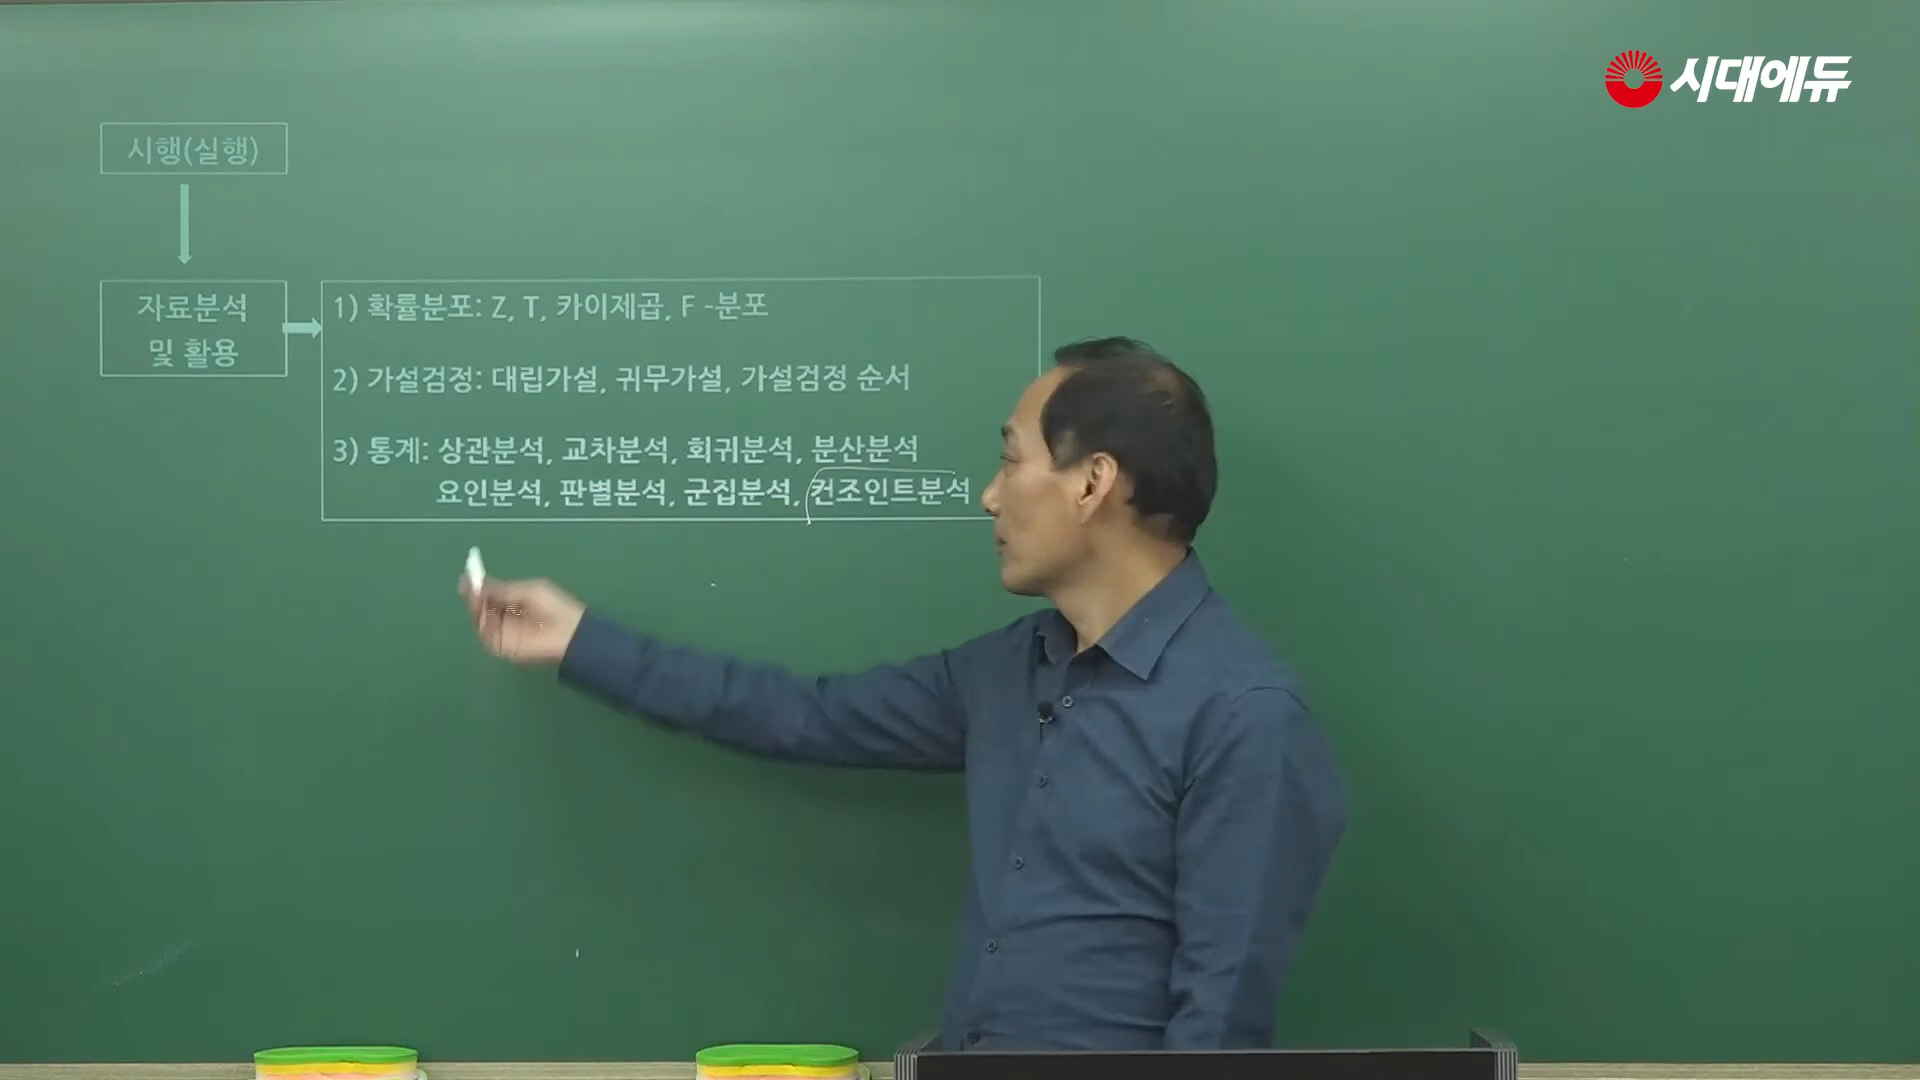 시대에듀
시행(실행)
자료분석
및 활용
1) 확률분포: Z, T, 카이제곱, F -분포
2) 가설검정: 대립가설, 귀무가설, 가설검정 순서
3) 통계: 상관분석, 교차분석, 회귀분석, 분산분석
요인분석, 판별분석, 군집분석, 컨조인트분석